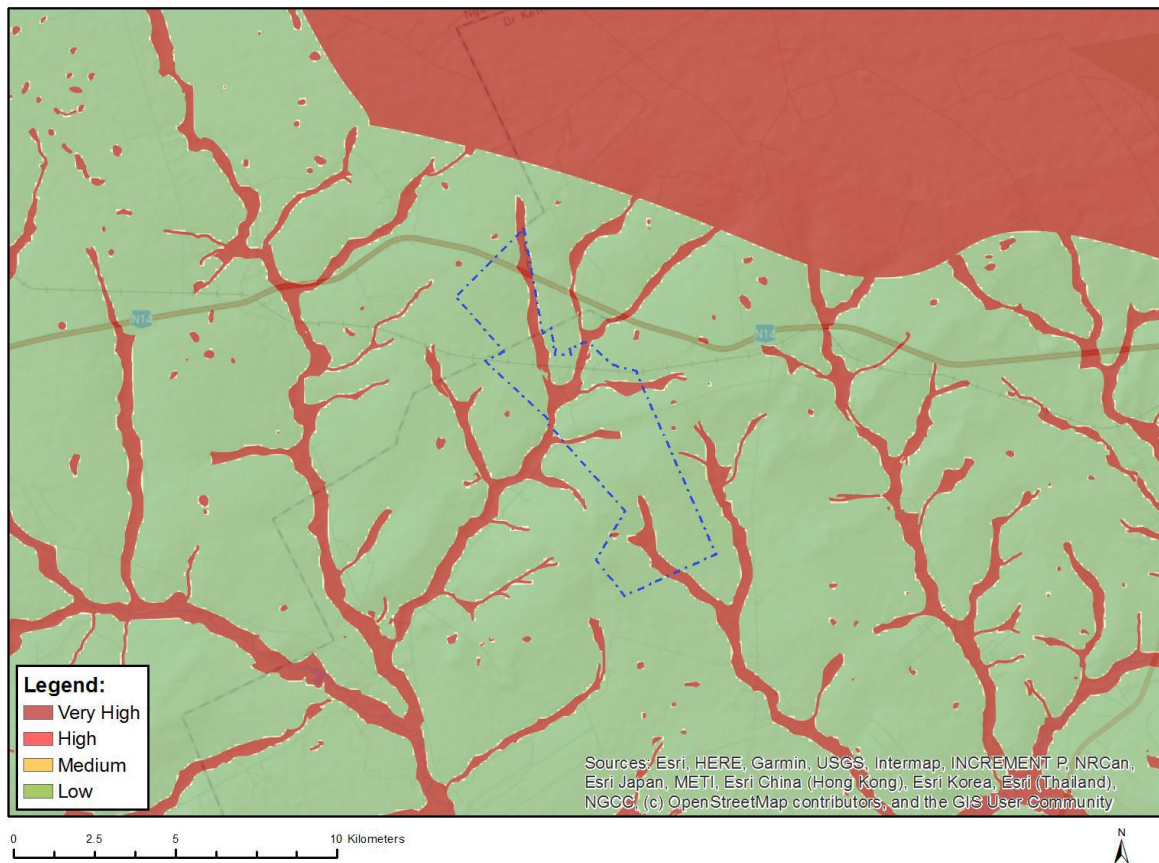 N14
N14
Legend:
Very High
High
Medium
Low
Sources: Esri, HERE, Garmin, USGS, Intermap, INCREMENT P, NRCan,
Esri Japan, METI, Esri China (Hong Kong), Esri Korea, Esri (Thailand),
NGCC, (c) OpenStreetMap contributors, and the GIS User Community
0 2.5 5 10 Kilometers
N